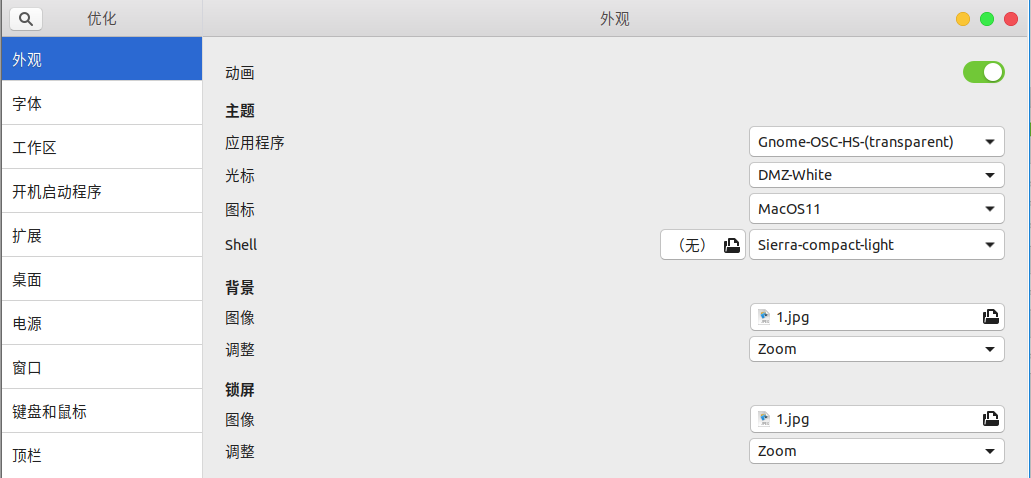 优化
外观
外观
字体
工作区
开机启动程序
扩展
桌面
电源
窗口
键盘和鼠标
顶栏
动画
主题
应用程序 Gnome-OSC-HS-(transparent)
光标 DMZ-White
图标 MacOS11
Shell （无） Sierra-compact-light
背景
图像 1.jpg
调整 Zoom
锁屏
图像 1.jpg
调整 Zoom